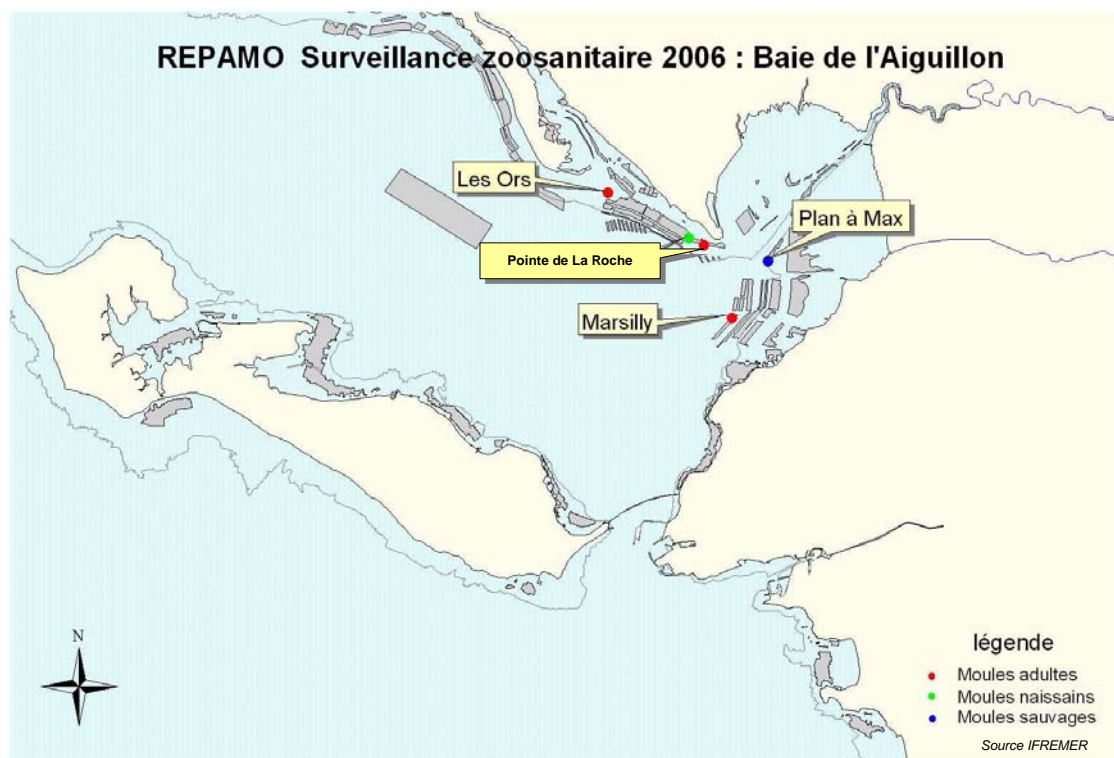 REPAMO Surveillance zoosanitaire 2006 : Baie de l'Aiguillon
Les Ors
Plan à Max
Pointe de La Roche
Marsilly
N
légende
Moules adultes
Moules naissains
Moules sauvages
Source IFREMER